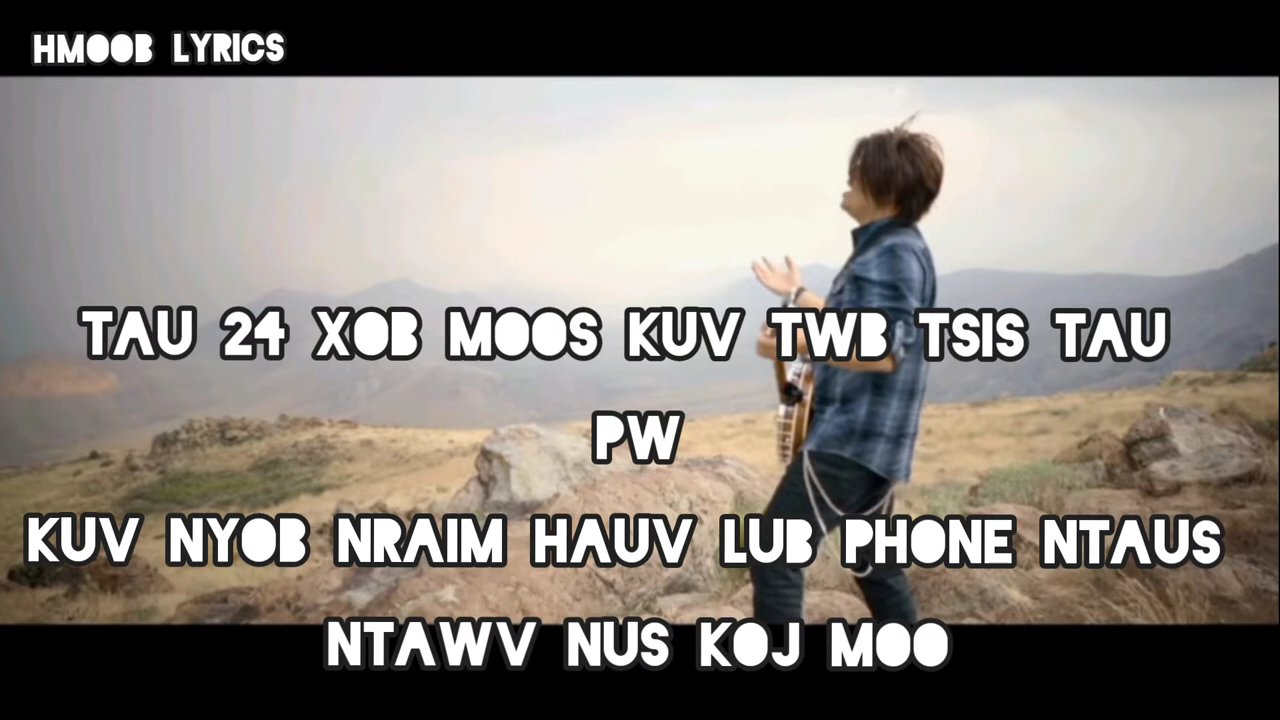 HMOOB LYRICS
TAU 24 XOB MOOS KUV TWB TSIS TAU
PW
KUV NYOB NRAIM HAUV LUB PHONE NTAUS
NTAWV NUS KOJ MOO